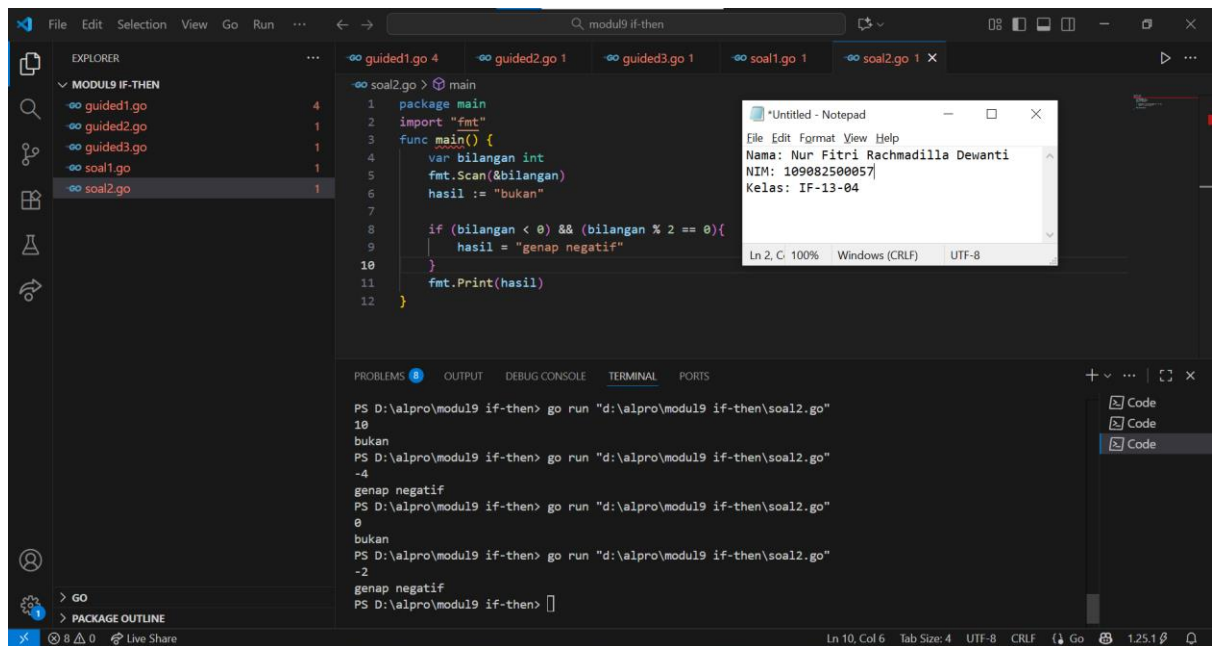 File Edit Selection View Go Run ··· ← → modul9 if-then
EXPLORER ···
MODUL9 IF-THEN
guided1.go 4
guided2.go 1
guided3.go 1
soal1.go 1
soal2.go 1
GO
PACKAGE OUTLINE
guided1.go 4 guided2.go 1 guided3.go 1 soal1.go 1 soal2.go 1 ×
soal2.go > main
1 package main
2 import "fmt"
3 func main() {
4 var bilangan int
5 fmt.Scan(&bilangan)
6 hasil := "bukan"
7
8 if (bilangan < 0) && (bilangan % 2 == 0){
9 hasil = "genap negatif"
10 }
11 fmt.Print(hasil)
12 }
*Untitled - Notepad
File Edit Format View Help
Nama: Nur Fitri Rachmadilla Dewanti
NIM: 109082500057
Kelas: IF-13-04
Ln 2, C 100% Windows (CRLF) UTF-8
PROBLEMS 8 OUTPUT DEBUG CONSOLE TERMINAL PORTS
PS D:\alpro\modul9 if-then> go run "d:\alpro\modul9 if-then\soal2.go"
10
bukan
PS D:\alpro\modul9 if-then> go run "d:\alpro\modul9 if-then\soal2.go"
-4
genap negatif
PS D:\alpro\modul9 if-then> go run "d:\alpro\modul9 if-then\soal2.go"
0
bukan
PS D:\alpro\modul9 if-then> go run "d:\alpro\modul9 if-then\soal2.go"
-2
genap negatif
PS D:\alpro\modul9 if-then>
Code
Code
Code
1
8 0 Live Share Ln 10, Col 6 Tab Size: 4 UTF-8 CRLF Go 1.25.1